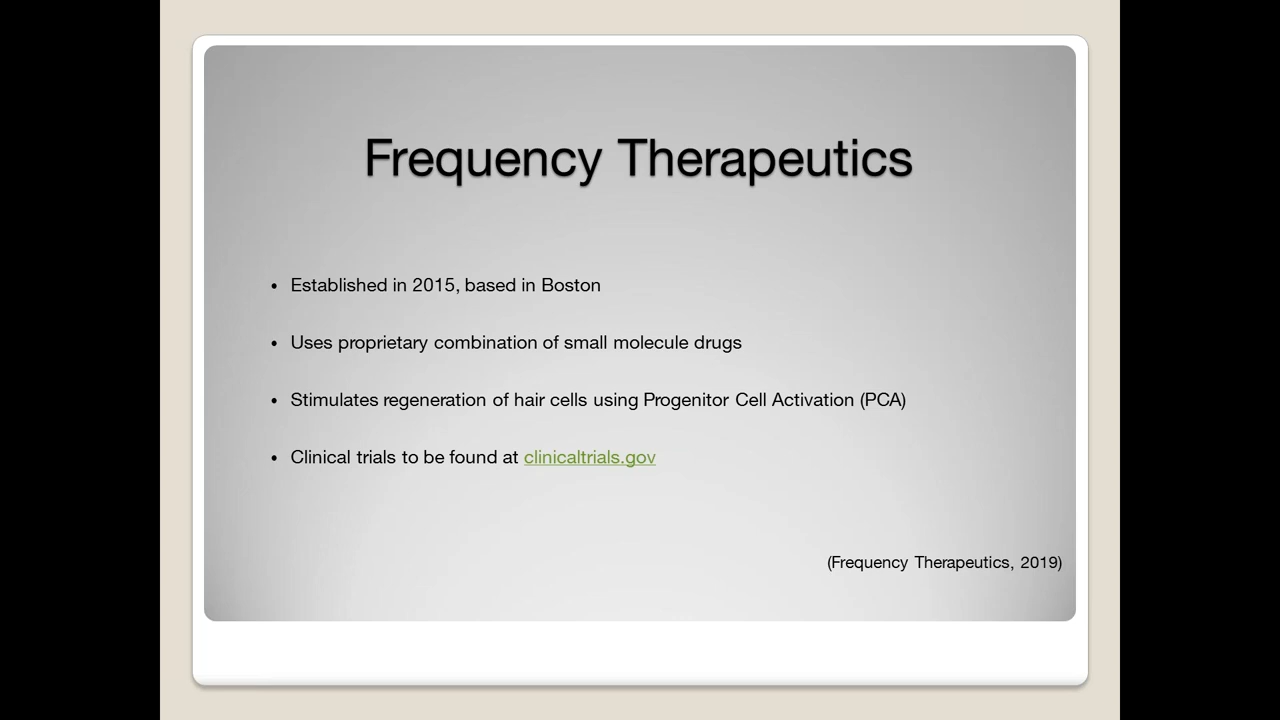 Frequency Therapeutics
• Established in 2015, based in Boston
• Uses proprietary combination of small molecule drugs
• Stimulates regeneration of hair cells using Progenitor Cell Activation (PCA)
• Clinical trials to be found at clinicaltrials.gov
(Frequency Therapeutics, 2019)